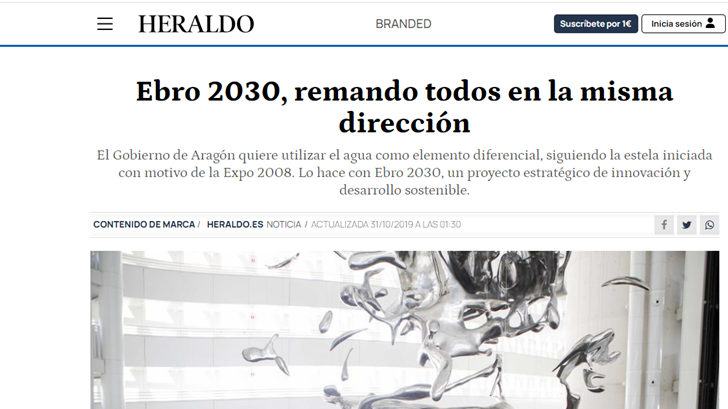 HERALDO
BRANDED
Suscríbete por 1€
Inicia sesión
Ebro 2030, remando todos en la misma
dirección
El Gobierno de Aragón quiere utilizar el agua como elemento diferencial, siguiendo la estela iniciada
con motivo de la Expo 2008. Lo hace con Ebro 2030, un proyecto estratégico de innovación y
desarrollo sostenible.
CONTENIDO DE MARCA / HERALDO.ES NOTICIA / ACTUALIZADA 31/10/2019 A LAS 01:30